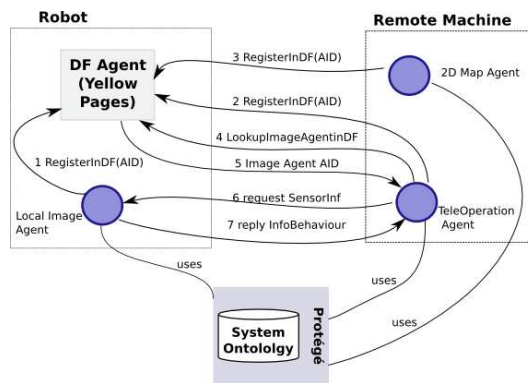 Robot
Remote Machine
DF Agent
(Yellow
Pages)
3 RegisterInDF(AID)
2D Map Agent
2 RegisterInDF(AID)
4 LookupImageAgentinDF
1 RegisterInDF(AID)
5 Image Agent AID
6 request SensorInf
Local Image
Agent
7 reply InfoBehaviour
TeleOperation
Agent
uses
uses
uses
System
Ontololgy
Protégé